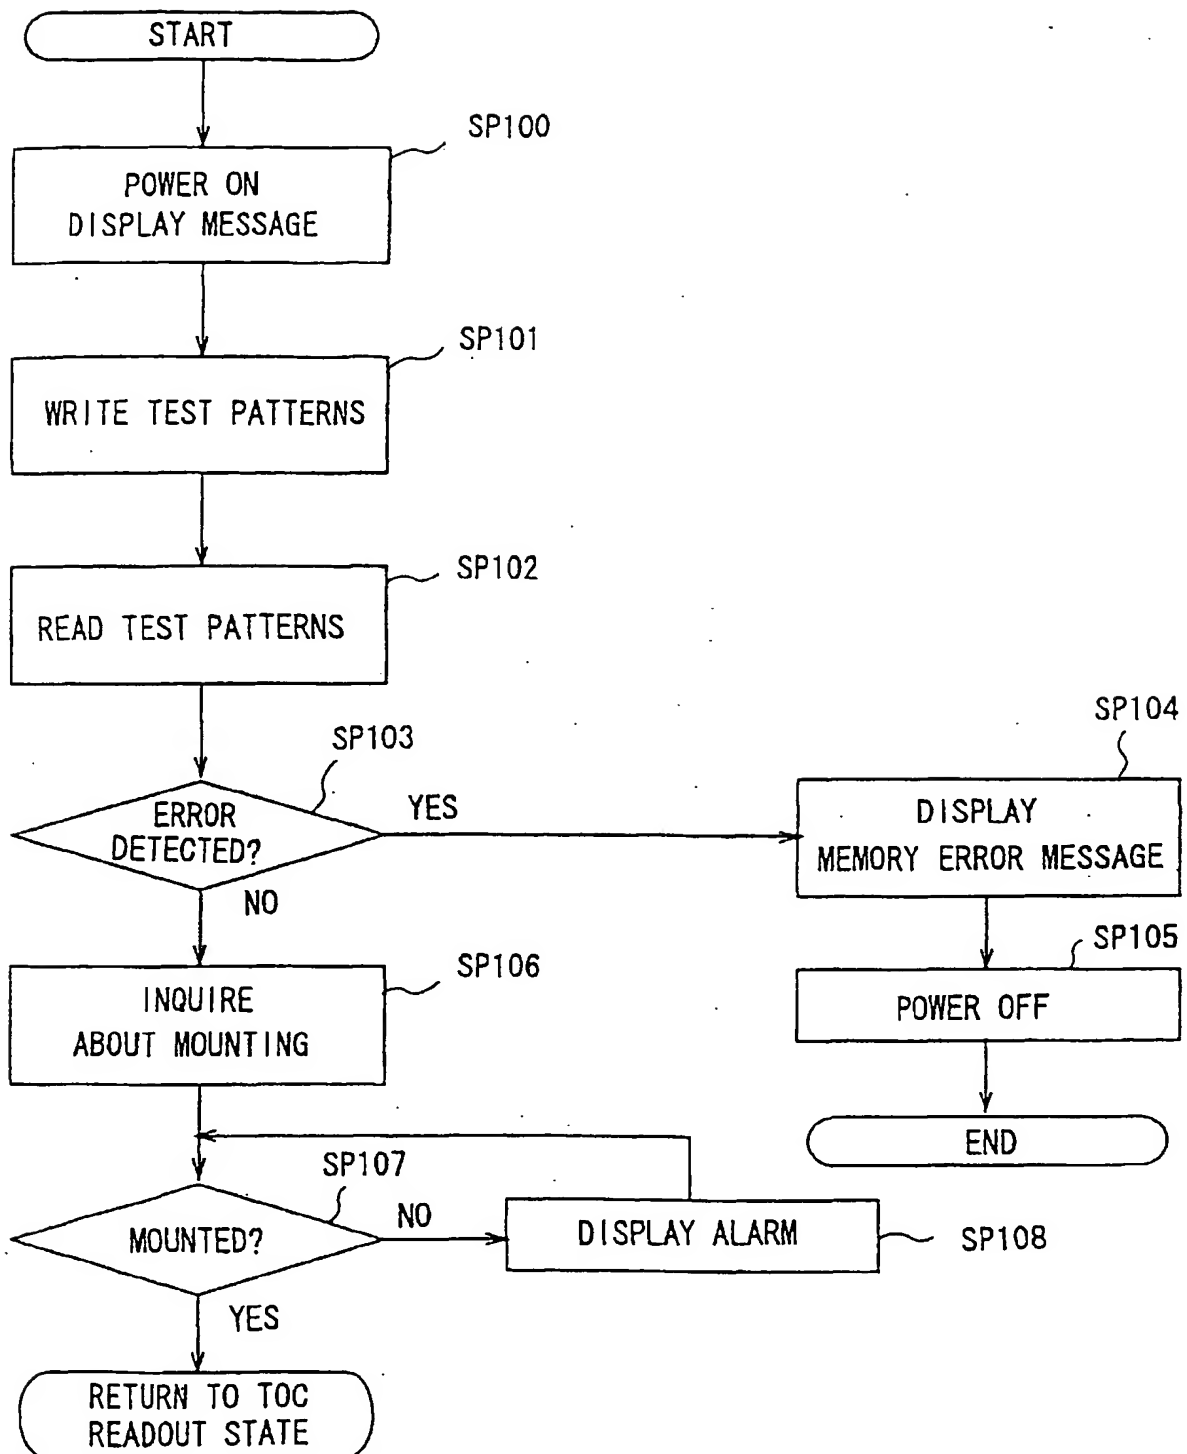 START
SP100
POWER ON
DISPLAY MESSAGE
SP101
WRITE TEST PATTERNS
SP102
READ TEST PATTERNS
SP103
ERROR
DETECTED?
YES
NO
SP104
DISPLAY
MEMORY ERROR MESSAGE
SP105
POWER OFF
END
SP106
INQUIRE
ABOUT MOUNTING
SP107
MOUNTED?
NO
DISPLAY ALARM
SP108
YES
RETURN TO TOC
READOUT STATE